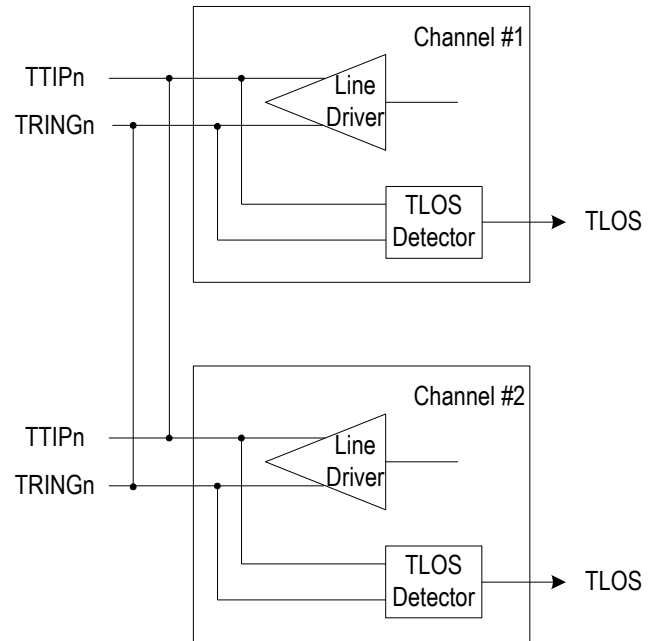 Channel #1
TTIPn
Line
Driver
TRINGn
TLOS
Detector
TLOS
Channel #2
TTIPn
Line
Driver
TRINGn
TLOS
Detector
TLOS